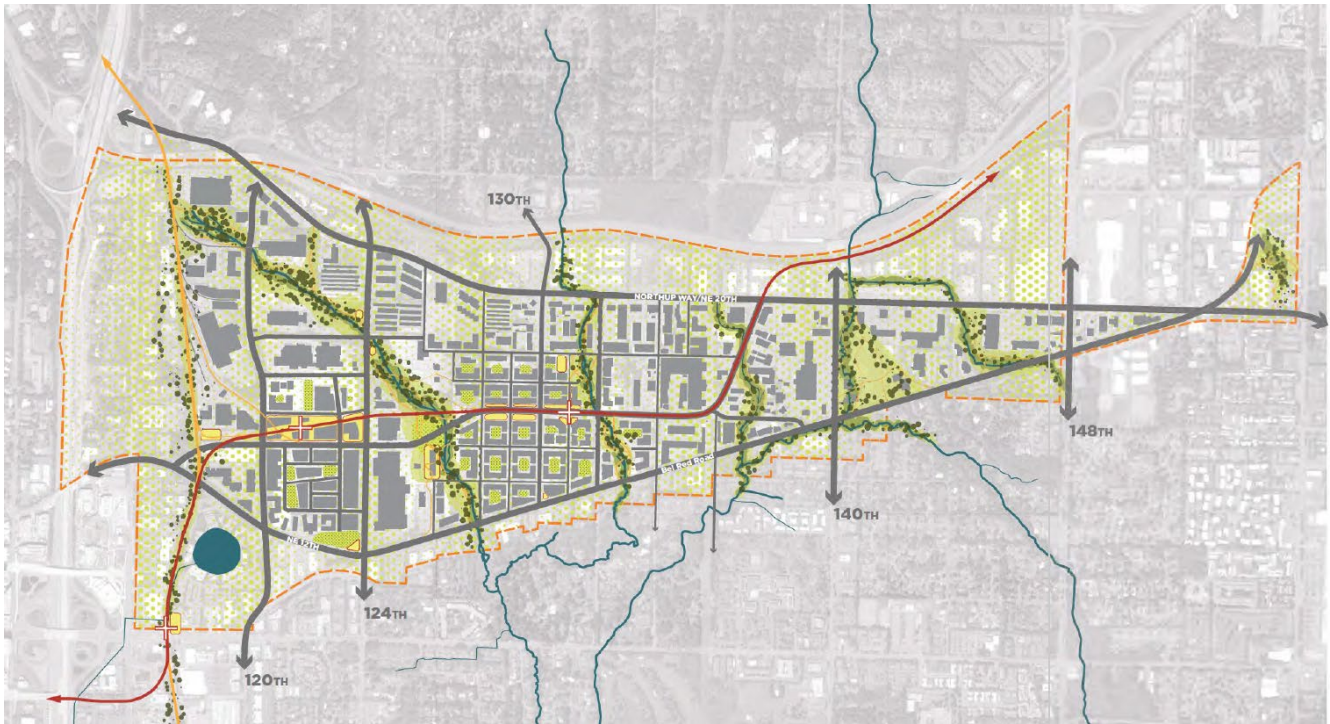 130TH
NORTHUP WAY/NE 20TH
148TH
Bel Red Road
140TH
NE 12TH
124TH
120TH